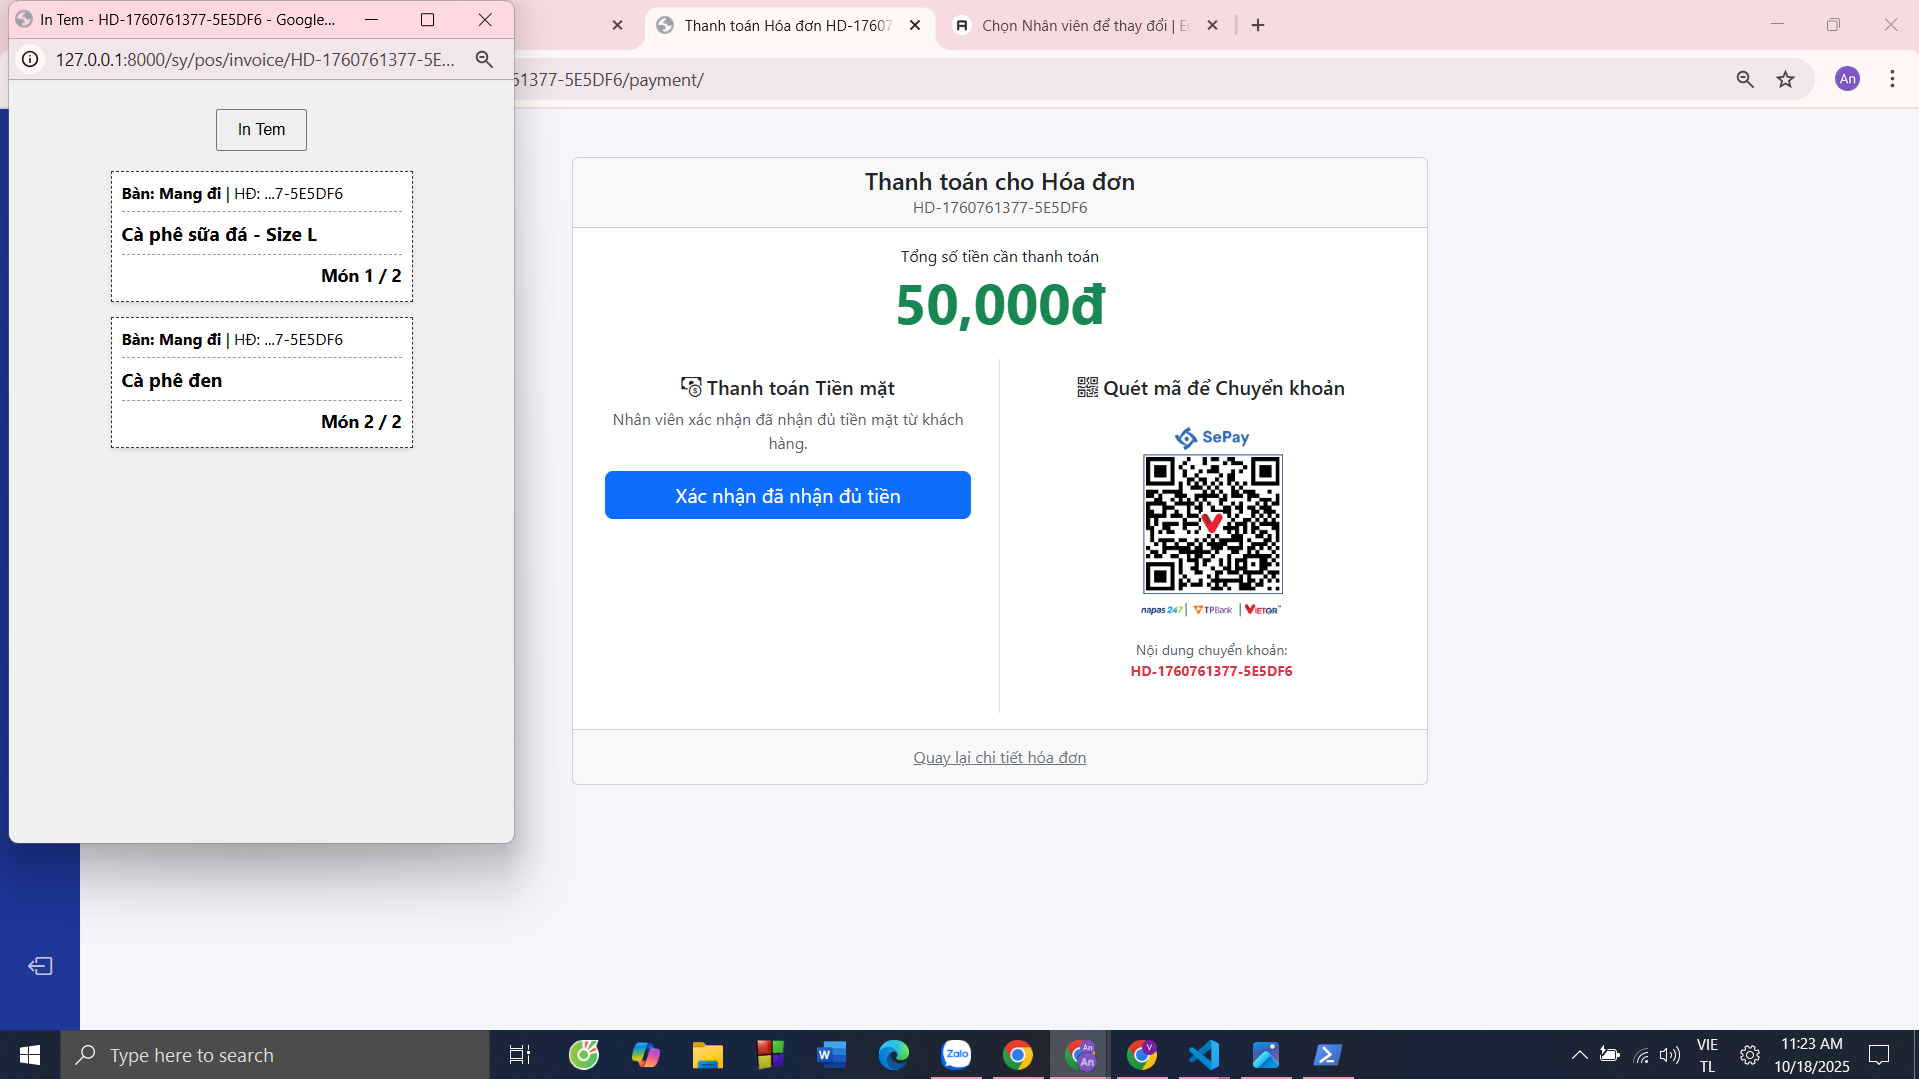 In Tem - HD-1760761377-5E5DF6 - Google...
127.0.0.1:8000/sy/pos/invoice/HD-1760761377-5E...
In Tem
Bàn: Mang đi | HĐ: ...7-5E5DF6
Cà phê sữa đá - Size L
Món 1 / 2
Bàn: Mang đi | HĐ: ...7-5E5DF6
Cà phê đen
Món 2 / 2
Thanh toán Hóa đơn HD-17607
Chọn Nhân viên để thay đổi |
51377-5E5DF6/payment/
An
Thanh toán cho Hóa đơn
HD-1760761377-5E5DF6
Tổng số tiền cần thanh toán
50,000đ
Thanh toán Tiền mặt
Nhân viên xác nhận đã nhận đủ tiền mặt từ khách
hàng.
Xác nhận đã nhận đủ tiền
Quét mã để Chuyển khoản
SePay
napas 247 | TPBank | VIETQR
Nội dung chuyển khoản:
HD-1760761377-5E5DF6
Quay lại chi tiết hóa đơn
Type here to search
Zalo
An
An
V
VIE
TL
11:23 AM
10/18/2025